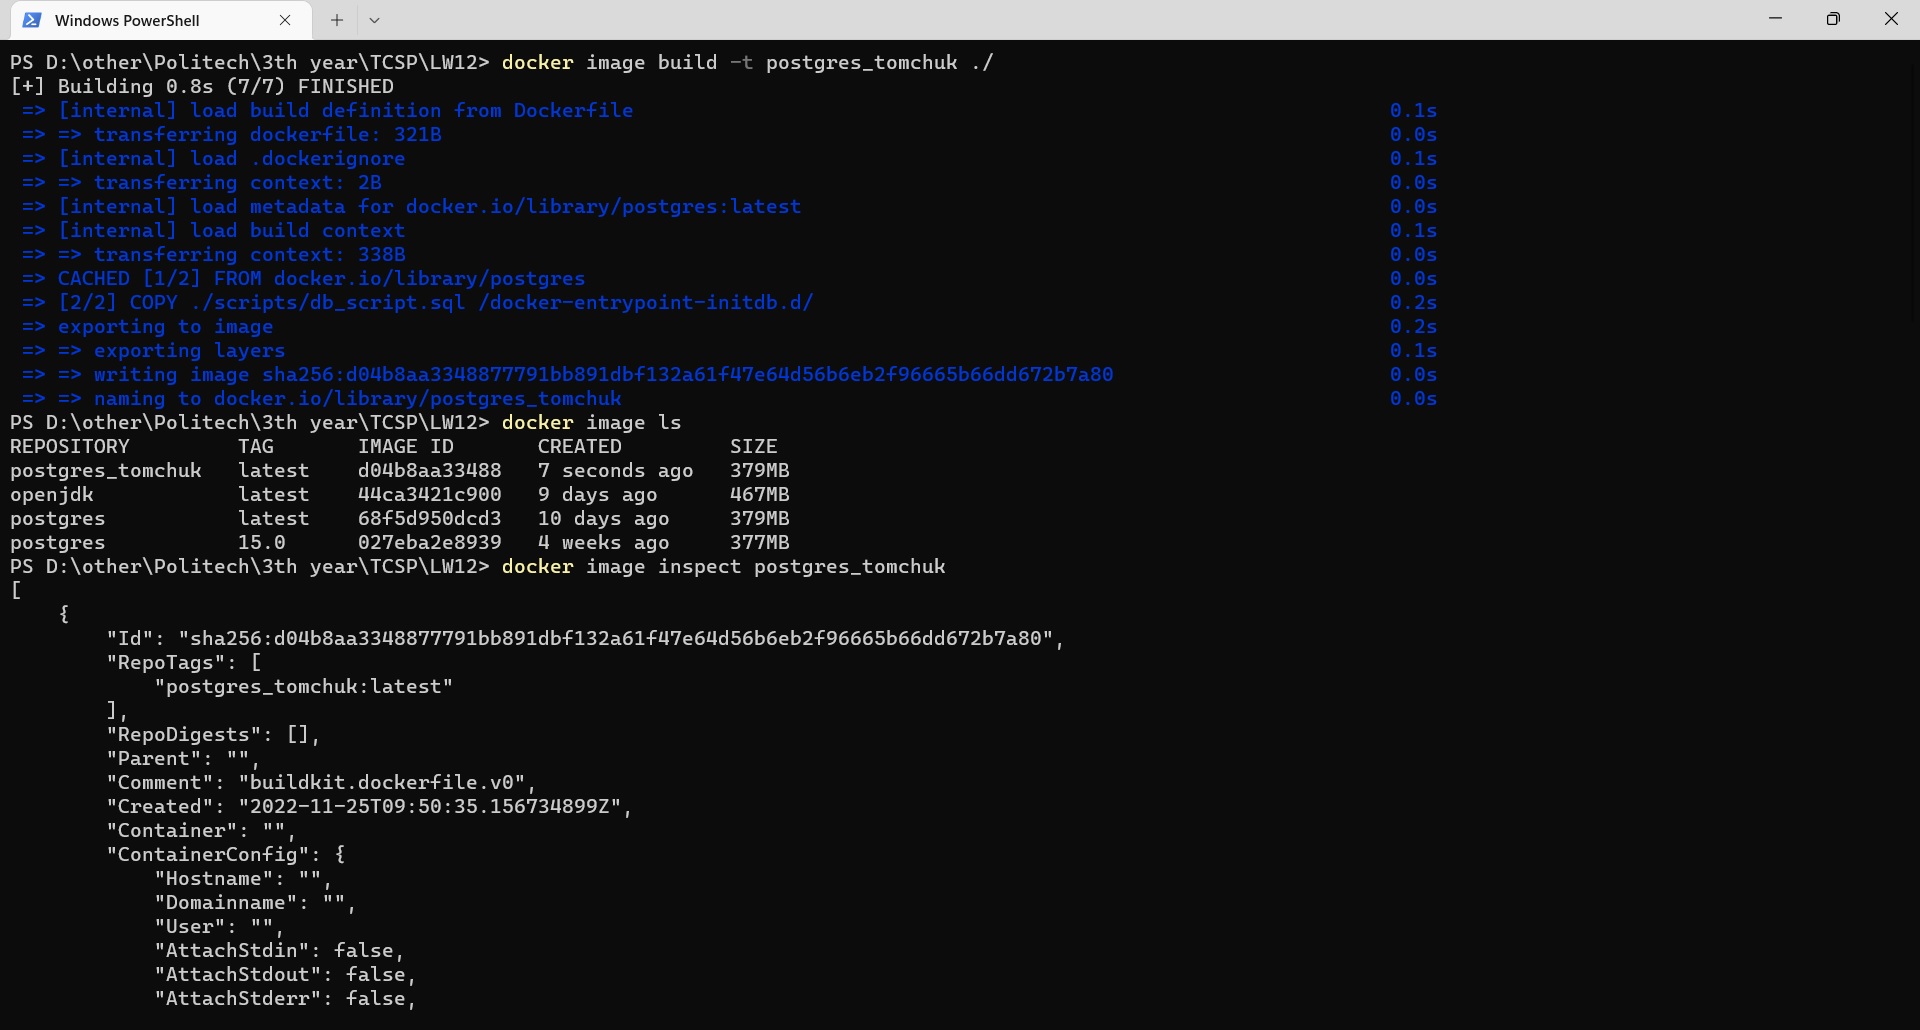 Windows PowerShell
PS D:\other\Politech\3th year\TCSP\LW12> docker image build -t postgres_tomchuk ./
[+] Building 0.8s (7/7) FINISHED
=> [internal] load build definition from Dockerfile 0.1s
=> => transferring dockerfile: 321B 0.0s
=> [internal] load .dockerignore 0.1s
=> => transferring context: 2B 0.0s
=> [internal] load metadata for docker.io/library/postgres:latest 0.0s
=> [internal] load build context 0.1s
=> => transferring context: 338B 0.0s
=> CACHED [1/2] FROM docker.io/library/postgres 0.0s
=> [2/2] COPY ./scripts/db_script.sql /docker-entrypoint-initdb.d/ 0.2s
=> exporting to image 0.2s
=> => exporting layers 0.1s
=> => writing image sha256:d04b8aa3348877791bb891dbf132a61f47e64d56b6eb2f96665b66dd672b7a80 0.0s
=> => naming to docker.io/library/postgres_tomchuk 0.0s
PS D:\other\Politech\3th year\TCSP\LW12> docker image ls
REPOSITORY TAG IMAGE ID CREATED SIZE
postgres_tomchuk latest d04b8aa33488 7 seconds ago 379MB
openjdk latest 44ca3421c900 9 days ago 467MB
postgres latest 68f5d950dcd3 10 days ago 379MB
postgres 15.0 027eba2e8939 4 weeks ago 377MB
PS D:\other\Politech\3th year\TCSP\LW12> docker image inspect postgres_tomchuk
[
{
"Id": "sha256:d04b8aa3348877791bb891dbf132a61f47e64d56b6eb2f96665b66dd672b7a80",
"RepoTags": [
"postgres_tomchuk:latest"
],
"RepoDigests": [],
"Parent": "",
"Comment": "buildkit.dockerfile.v0",
"Created": "2022-11-25T09:50:35.156734899Z",
"Container": "",
"ContainerConfig": {
"Hostname": "",
"Domainname": "",
"User": "",
"AttachStdin": false,
"AttachStdout": false,
"AttachStderr": false,